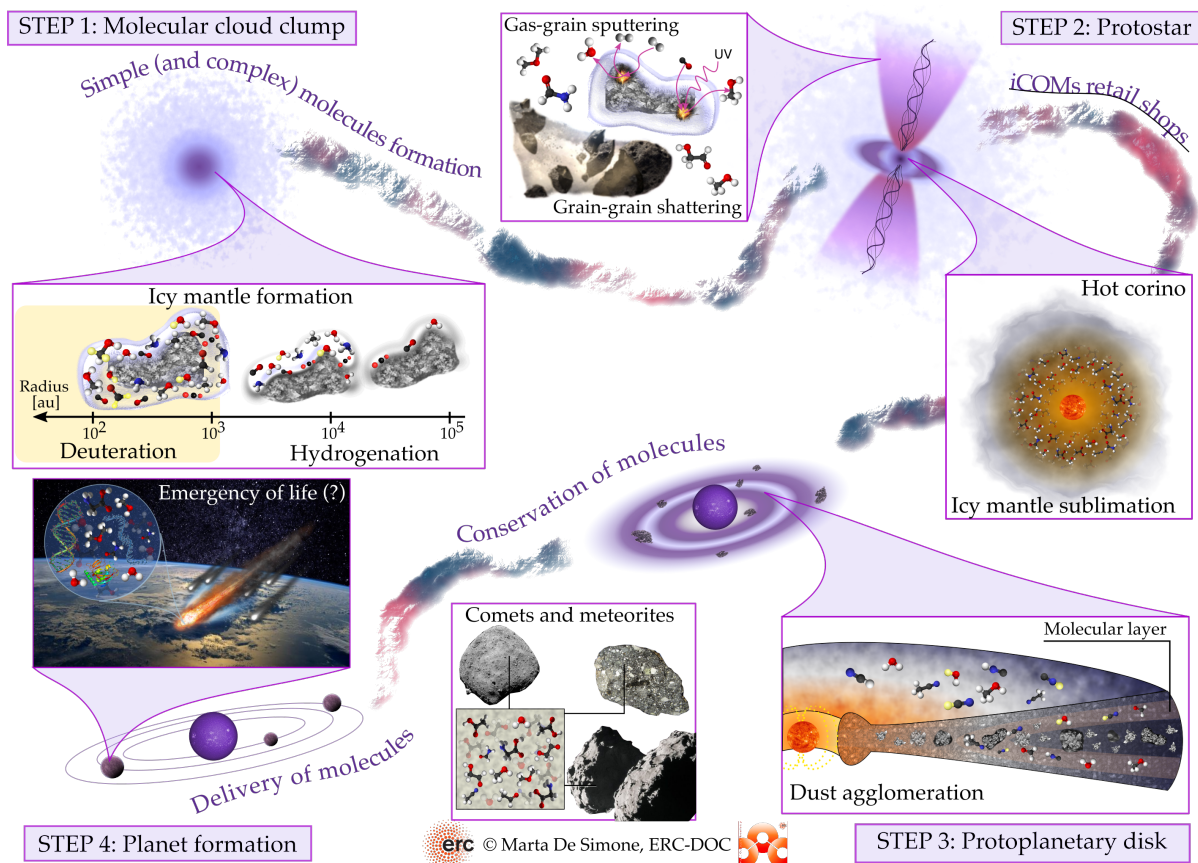 STEP 1: Molecular cloud clump
Simple (and complex) molecules formation
Gas-grain sputtering
UV
Grain-grain shattering
STEP 2: Protostar
iCOMs retail shops
Icy mantle formation
Radius
[au]
10² 10³ 10⁴ 10⁵
Deuteration Hydrogenation
Hot corino
Icy mantle sublimation
Conservation of molecules
Emergency of life (?)
Comets and meteorites
Molecular layer
Dust agglomeration
Delivery of molecules
STEP 4: Planet formation
erc © Marta De Simone, ERC-DOC
STEP 3: Protoplanetary disk